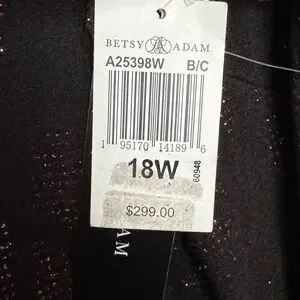 BETSY ADAM
A25398W B/C
1 95170 14189 6
18W
60948
$299.00
AM